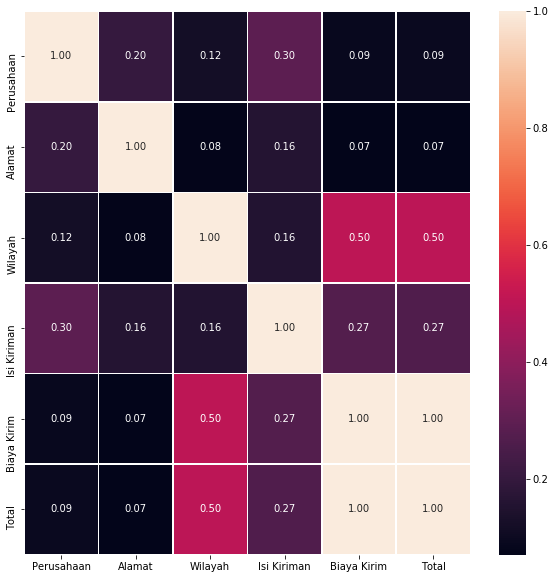 1.0
Perusahaan 1.00 0.20 0.12 0.30 0.09 0.09
0.8
Alamat 0.20 1.00 0.08 0.16 0.07 0.07
Wilayah 0.12 0.08 1.00 0.16 0.50 0.50
0.6
Isi Kiriman 0.30 0.16 0.16 1.00 0.27 0.27
0.4
Biaya Kirim 0.09 0.07 0.50 0.27 1.00 1.00
0.2
Total 0.09 0.07 0.50 0.27 1.00 1.00
Perusahaan Alamat Wilayah Isi Kiriman Biaya Kirim Total